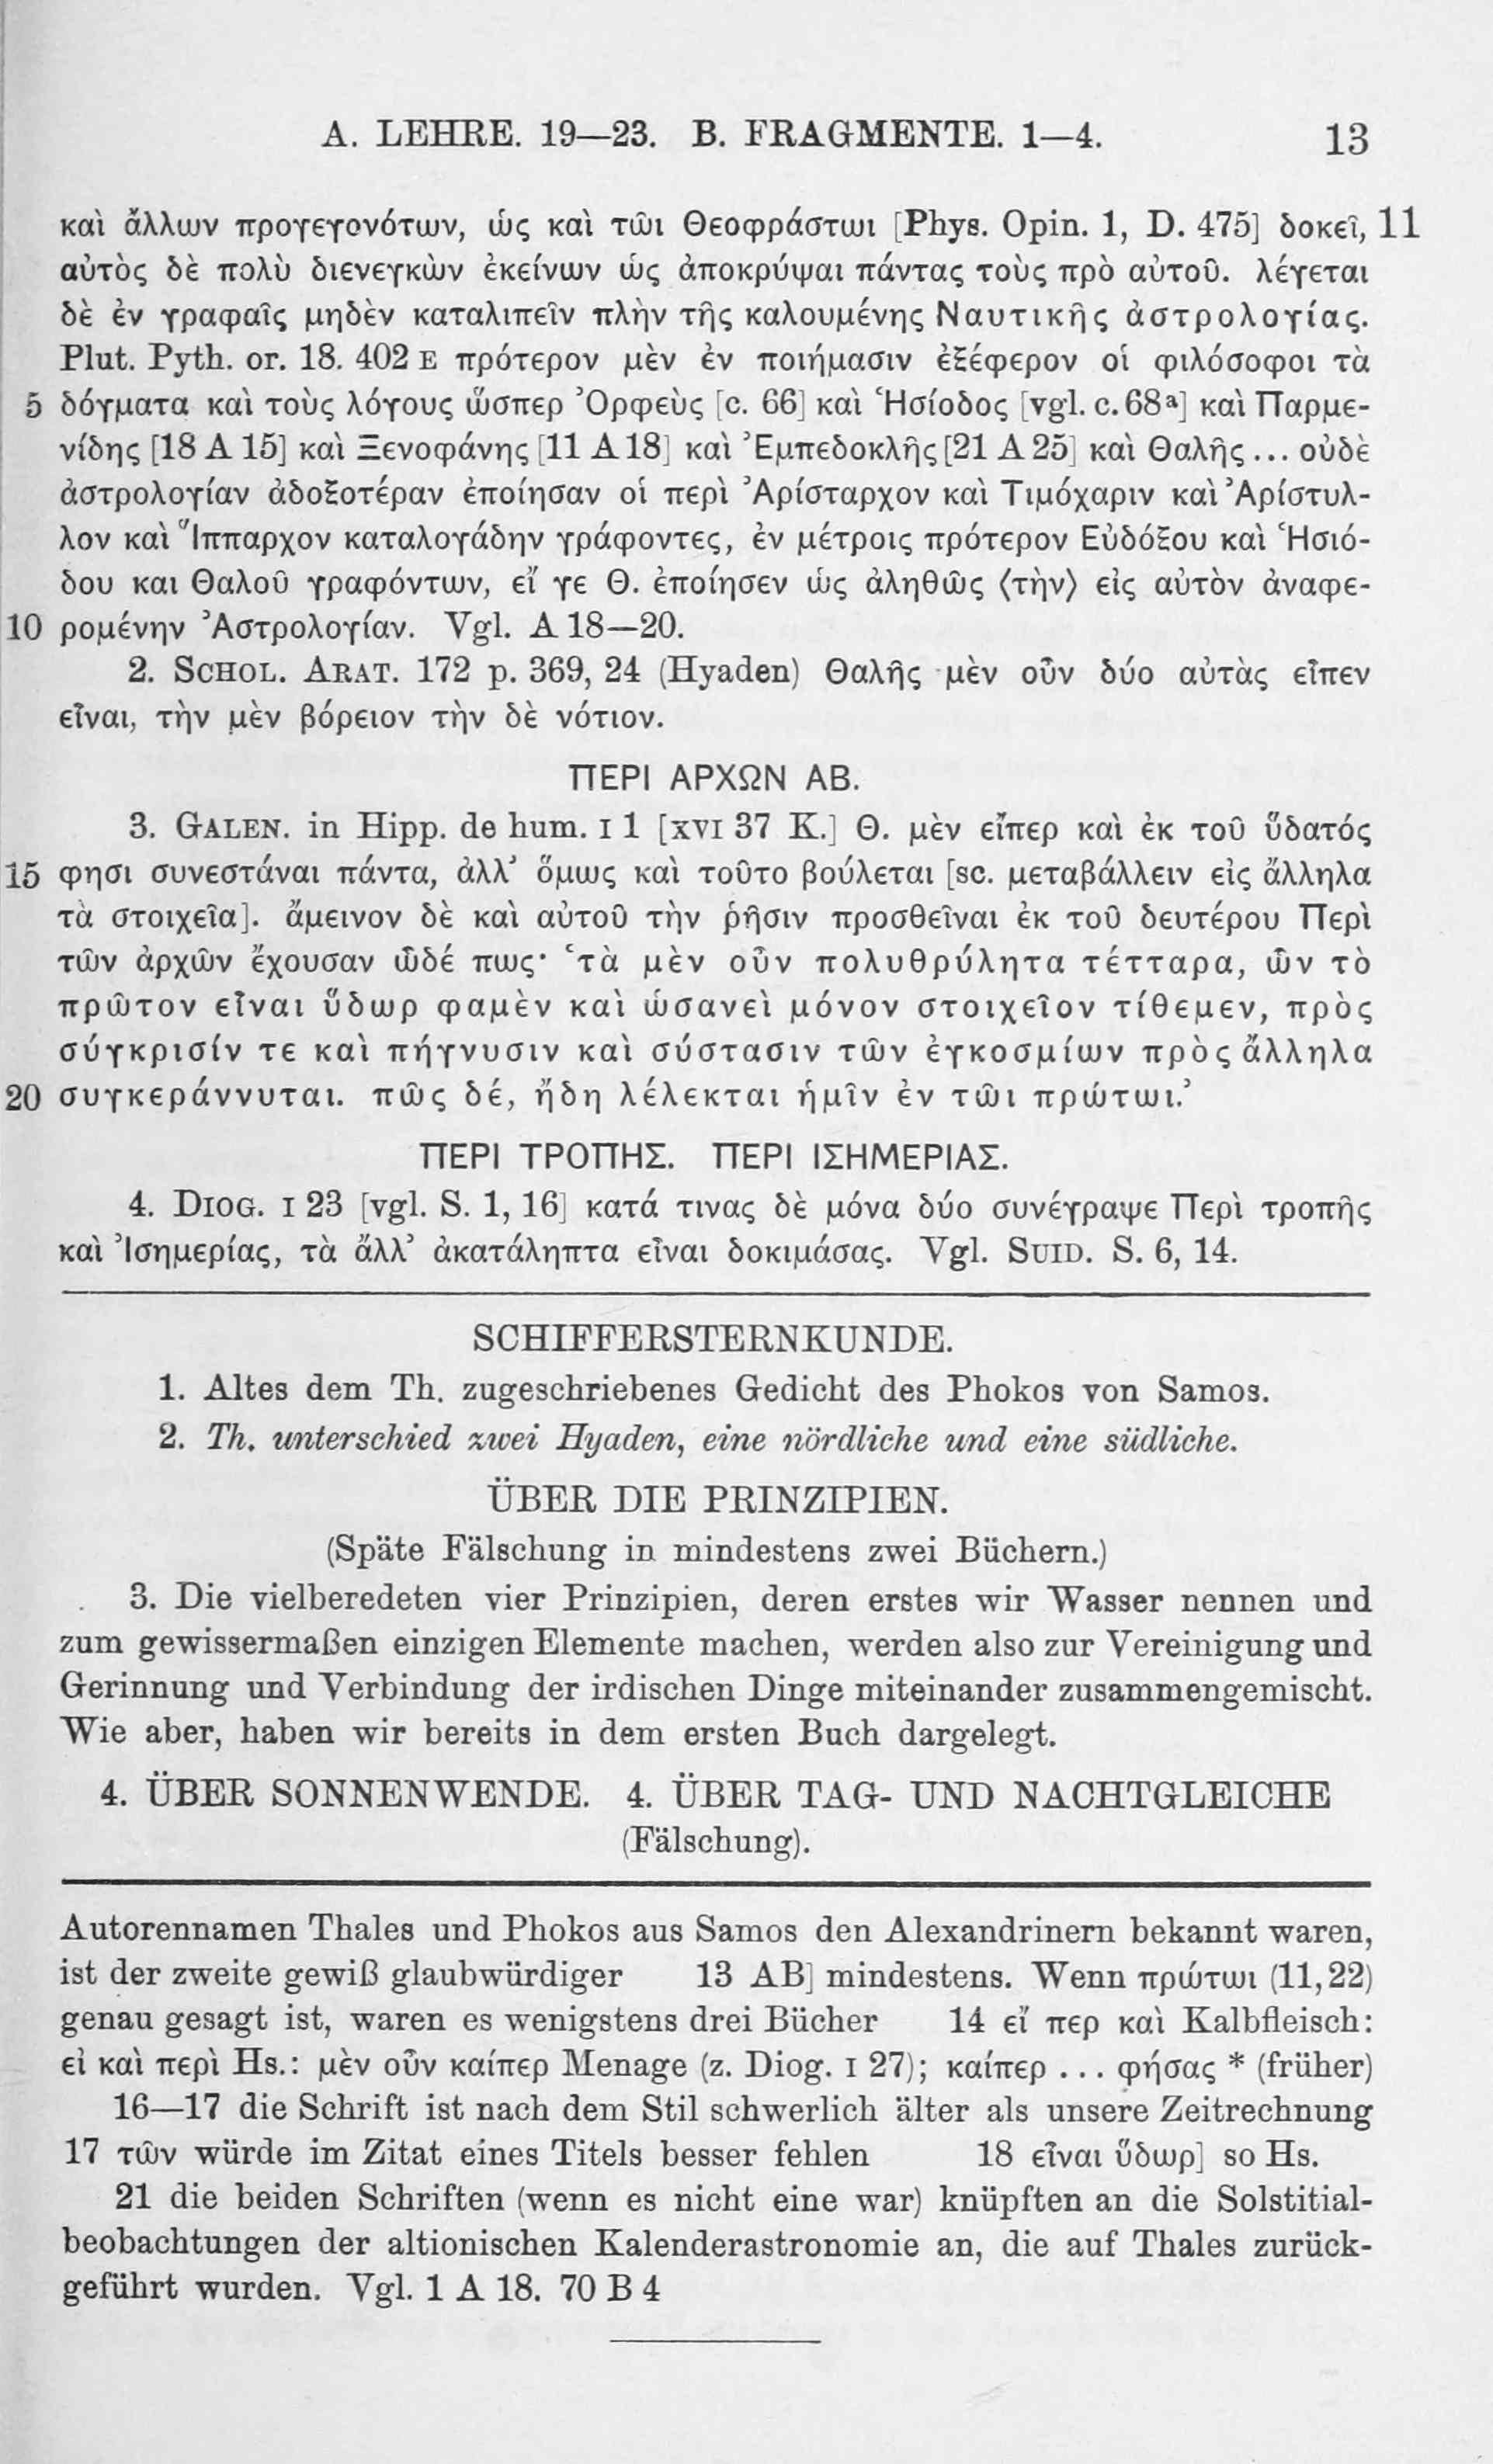 A. LEHRE. 19—23. B. FRAGMENTE. 1—4. 13
καὶ ἄλλων προγεγονότων, ὡς καὶ τῶι Θεοφράστωι [Phys. Opin. 1, D. 475] δοκεῖ, 11
αὐτὸς δὲ πολὺ διενεγκὼν ἐκείνων ὡς ἀποκρύψαι πάντας τοὺς πρὸ αὐτοῦ. λέγεται
δὲ ἐν γραφαῖς μηδὲν καταλιπεῖν πλὴν τῆς καλουμένης Ναυτικῆς ἀστρολογίας.
Plut. Pyth. or. 18. 402 E πρότερον μὲν ἐν ποιήμασιν ἐξέφερον οἱ φιλόσοφοι τὰ
5 δόγματα καὶ τοὺς λόγους ὥσπερ Ὀρφεὺς [c. 66] καὶ Ἡσίοδος [vgl. c. 68ᵃ] καὶ Παρμε-
νίδης [18 A 15] καὶ Ξενοφάνης [11 A 18] καὶ Ἐμπεδοκλῆς [21 A 25] καὶ Θαλῆς ... οὐδὲ
ἀστρολογίαν ἀδοξοτέραν ἐποίησαν οἱ περὶ Ἀρίσταρχον καὶ Τιμόχαριν καὶ Ἀρίστυλ-
λον καὶ Ἵππαρχον καταλογάδην γράφοντες, ἐν μέτροις πρότερον Εὐδόξου καὶ Ἡσιό-
δου και Θαλοῦ γραφόντων, εἴ γε Θ. ἐποίησεν ὡς ἀληθῶς ⟨τὴν⟩ εἰς αὐτὸν ἀναφε-
10 ρομένην Ἀστρολογίαν. Vgl. A 18—20.
2. SCHOL. ARAT. 172 p. 369, 24 (Hyaden) Θαλῆς μὲν οὖν δύο αὐτὰς εἶπεν
εἶναι, τὴν μὲν βόρειον τὴν δὲ νότιον.
ΠΕΡΙ ΑΡΧΩΝ ΑΒ.
3. GALEN. in Hipp. de hum. I 1 [XVI 37 K.] Θ. μὲν εἴπερ καὶ ἐκ τοῦ ὕδατός
15 φησι συνεστάναι πάντα, ἀλλ’ ὅμως καὶ τοῦτο βούλεται [sc. μεταβάλλειν εἰς ἄλληλα
τὰ στοιχεῖα]. ἄμεινον δὲ καὶ αὐτοῦ τὴν ῥῆσιν προσθεῖναι ἐκ τοῦ δευτέρου Περὶ
τῶν ἀρχῶν ἔχουσαν ὧδέ πως· ‘τὰ μὲν οὖν πολυθρύλητα τέτταρα, ὧν τὸ
πρῶτον εἶναι ὕδωρ φαμὲν καὶ ὡσανεὶ μόνον στοιχεῖον τίθεμεν, πρὸς
σύγκρισίν τε καὶ πήγνυσιν καὶ σύστασιν τῶν ἐγκοσμίων πρὸς ἄλληλα
20 συγκεράννυται. πῶς δέ, ἤδη λέλεκται ἡμῖν ἐν τῶι πρώτωι.’
ΠΕΡΙ ΤΡΟΠΗΣ. ΠΕΡΙ ΙΣΗΜΕΡΙΑΣ.
4. DIOG. I 23 [vgl. S. 1, 16] κατά τινας δὲ μόνα δύο συνέγραψε Περὶ τροπῆς
καὶ Ἰσημερίας, τὰ ἄλλ’ ἀκατάληπτα εἶναι δοκιμάσας. Vgl. SUID. S. 6, 14.
SCHIFFERSTERNKUNDE.
1. Altes dem Th. zugeschriebenes Gedicht des Phokos von Samos.
2. Th. unterschied zwei Hyaden, eine nördliche und eine südliche.
ÜBER DIE PRINZIPIEN.
(Späte Fälschung in mindestens zwei Büchern.)
3. Die vielberedeten vier Prinzipien, deren erstes wir Wasser nennen und
zum gewissermaßen einzigen Elemente machen, werden also zur Vereinigung und
Gerinnung und Verbindung der irdischen Dinge miteinander zusammengemischt.
Wie aber, haben wir bereits in dem ersten Buch dargelegt.
4. ÜBER SONNENWENDE. 4. ÜBER TAG- UND NACHTGLEICHE
(Fälschung).
Autorennamen Thales und Phokos aus Samos den Alexandrinern bekannt waren,
ist der zweite gewiß glaubwürdiger 13 AB] mindestens. Wenn πρώτωι (11,22)
genau gesagt ist, waren es wenigstens drei Bücher 14 εἴ περ καὶ Kalbfleisch:
εἰ καὶ περὶ Hs.: μὲν οὖν καίπερ Menage (z. Diog. I 27); καίπερ ... φήσας * (früher)
16—17 die Schrift ist nach dem Stil schwerlich älter als unsere Zeitrechnung
17 τῶν würde im Zitat eines Titels besser fehlen 18 εἶναι ὕδωρ] so Hs.
21 die beiden Schriften (wenn es nicht eine war) knüpften an die Solstitial-
beobachtungen der altionischen Kalenderastronomie an, die auf Thales zurück-
geführt wurden. Vgl. 1 A 18. 70 B 4